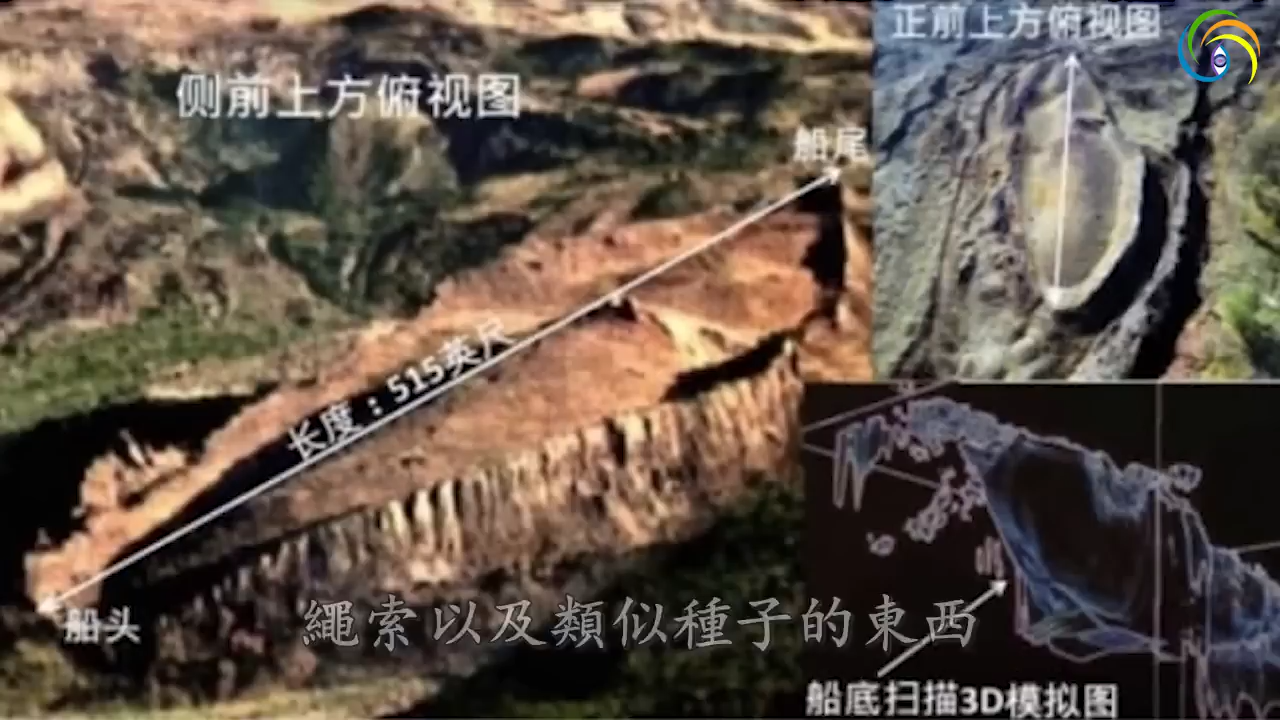 侧前上方俯视图
正前上方俯视图
船尾
长度：515英尺
船头
繩索以及類似種子的東西
船底扫描3D模拟图